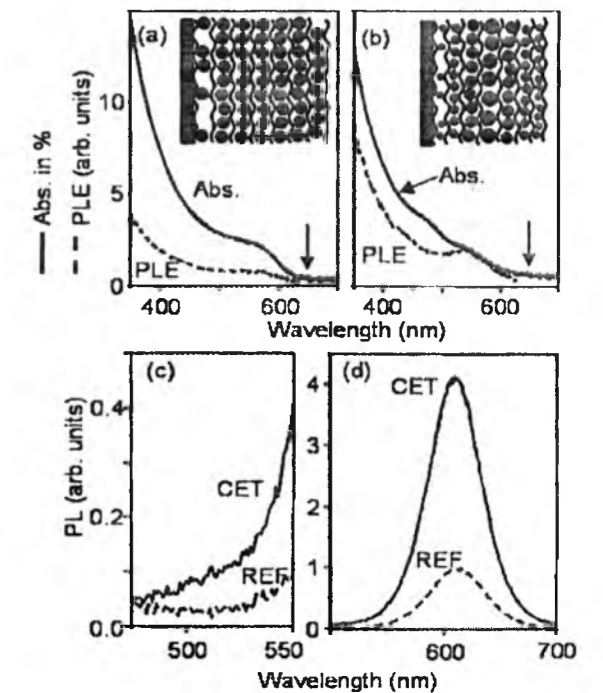 (a)
(b)
15
10
5
0
Abs. in %
PLE (arb. units)
Abs.
PLE
Abs.
PLE
400
600
400
600
Wavelength (nm)
(c)
(d)
0.4
0.2
0.0
PL (arb. units)
CET
REF
500
550
4
3
2
1
0
CET
REF
600
700
Wavelength (nm)